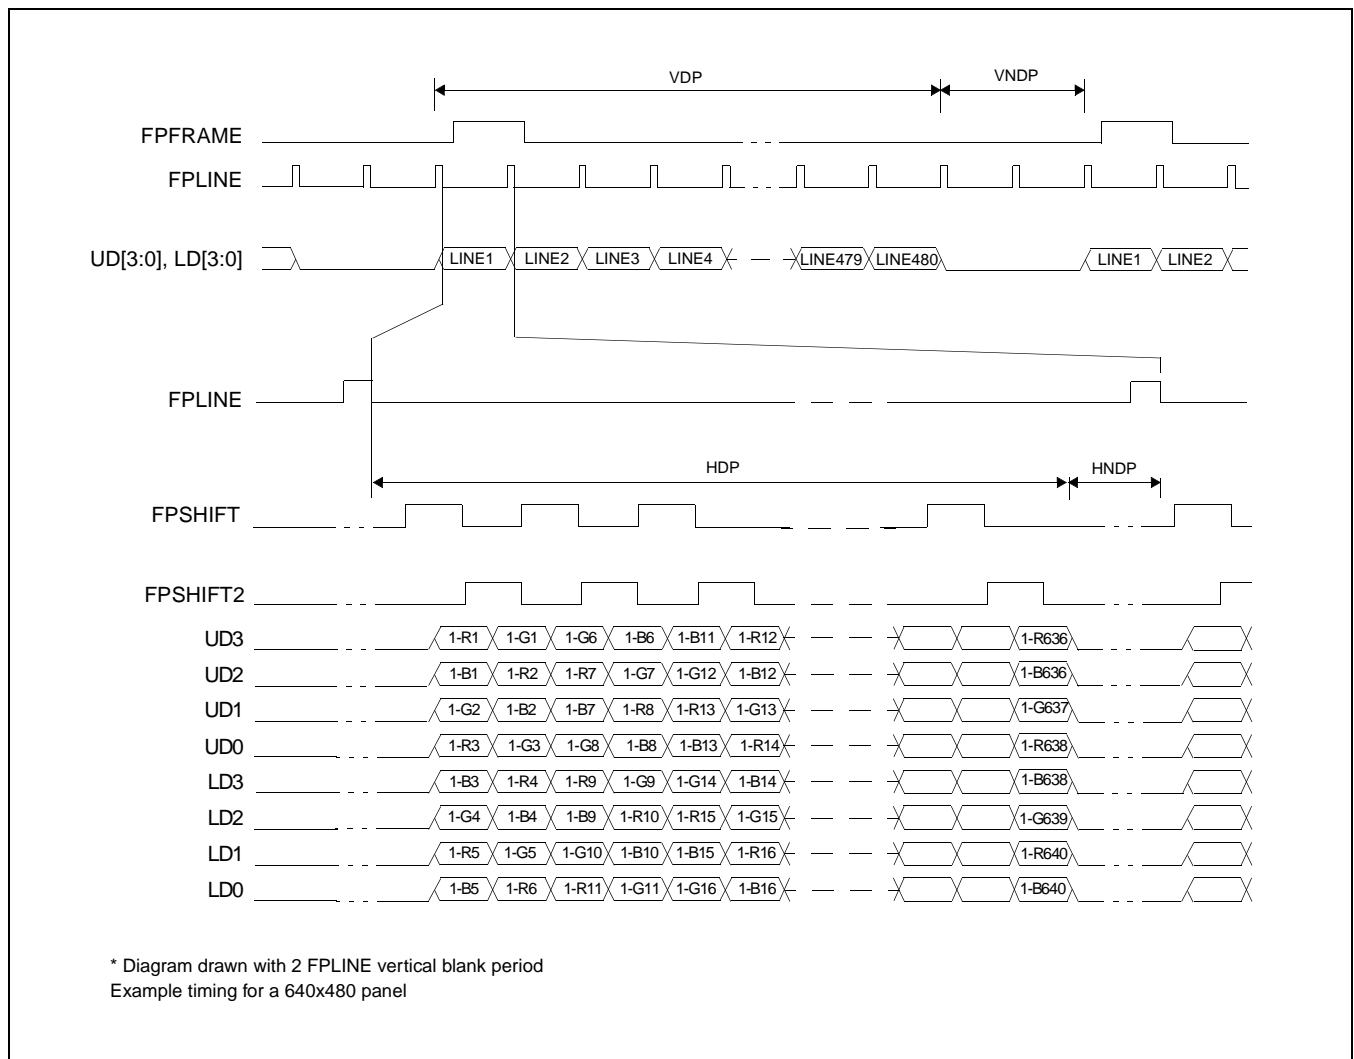 VDP VNDP
FPFRAME
FPLINE
UD[3:0], LD[3:0] LINE1 LINE2 LINE3 LINE4 LINE479 LINE480 LINE1 LINE2
FPLINE
HDP HNDP
FPSHIFT
FPSHIFT2
UD3 1-R1 1-G1 1-G6 1-B6 1-B11 1-R12 1-R636
UD2 1-B1 1-R2 1-R7 1-G7 1-G12 1-B12 1-B636
UD1 1-G2 1-B2 1-B7 1-R8 1-R13 1-G13 1-G637
UD0 1-R3 1-G3 1-G8 1-B8 1-B13 1-R14 1-R638
LD3 1-B3 1-R4 1-R9 1-G9 1-G14 1-B14 1-B638
LD2 1-G4 1-B4 1-B9 1-R10 1-R15 1-G15 1-G639
LD1 1-R5 1-G5 1-G10 1-B10 1-B15 1-R16 1-R640
LD0 1-B5 1-R6 1-R11 1-G11 1-G16 1-B16 1-B640
* Diagram drawn with 2 FPLINE vertical blank period
Example timing for a 640x480 panel